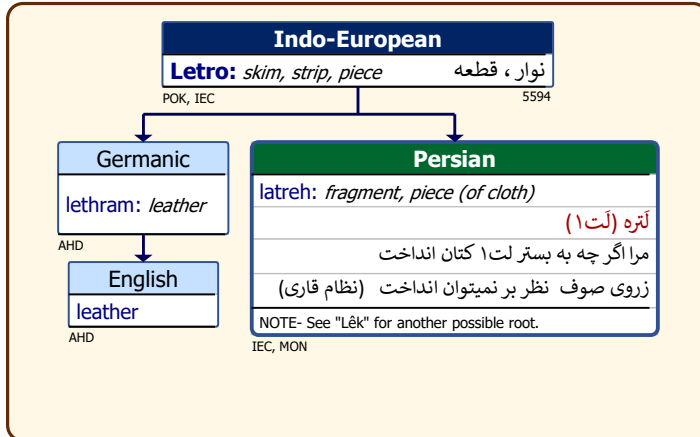 Indo-European
Letro: skim, strip, piece نوار ، قطعه
POK, IEC 5594
Germanic
lethram: leather
AHD
English
leather
AHD
Persian
latreh: fragment, piece (of cloth)
لَتره (لَت۱)
مرا اگر چه به بستر لت۱ کتان انداخت
زروی صوف نظر بر نمیتوان انداخت (نظام قاری)
NOTE- See "Lêk" for another possible root.
IEC, MON